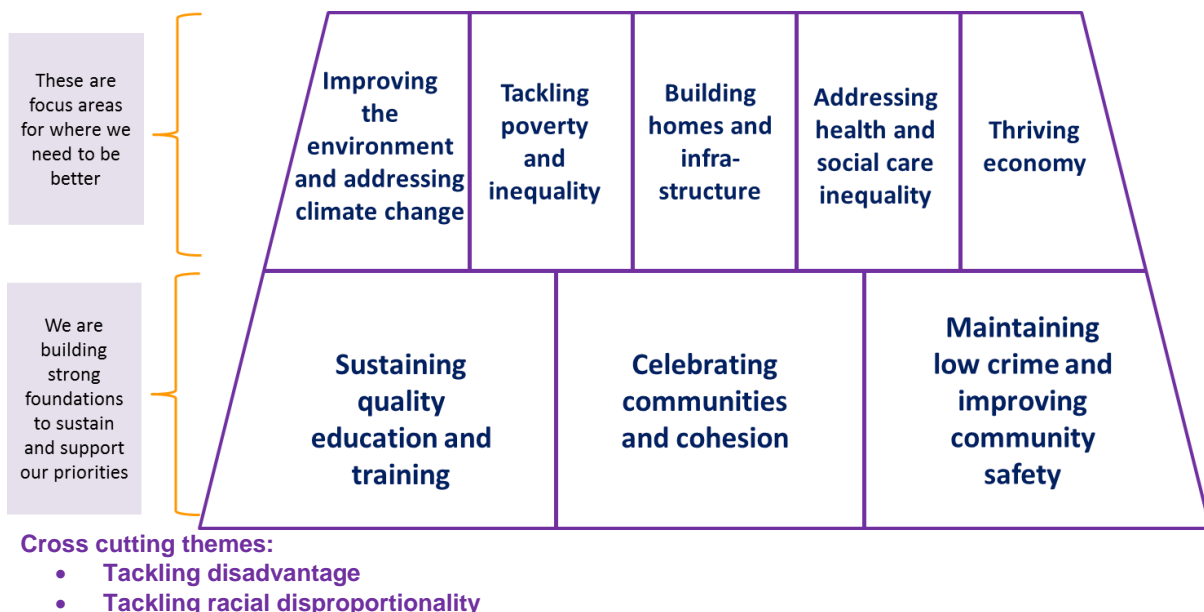 These are
focus areas
for where we
need to be
better
Improving
the
environment
and addressing
climate change
Tackling
poverty
and
inequality
Building
homes and
infra-
structure
Addressing
health and
social care
inequality
Thriving
economy
We are
building
strong
foundations
to sustain
and support
our priorities
Sustaining
quality
education and
training
Celebrating
communities
and cohesion
Maintaining
low crime and
improving
community
safety
Cross cutting themes:
• Tackling disadvantage
• Tackling racial disproportionality